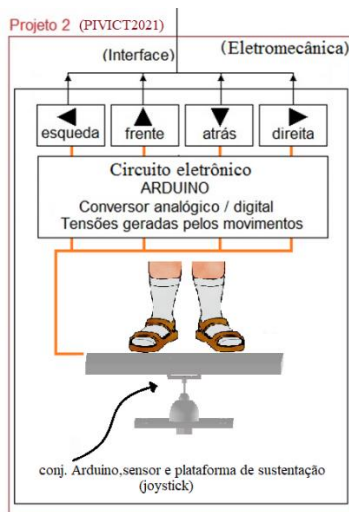 Projeto 2 (PIVICT2021)
(Interface)
(Eletromecânica)
esqueda frente atrás direita
Circuito eletrônico
ARDUINO
Conversor analógico / digital
Tensões geradas pelos movimentos
conj. Arduino,sensor e plataforma de sustentação
(joystick)